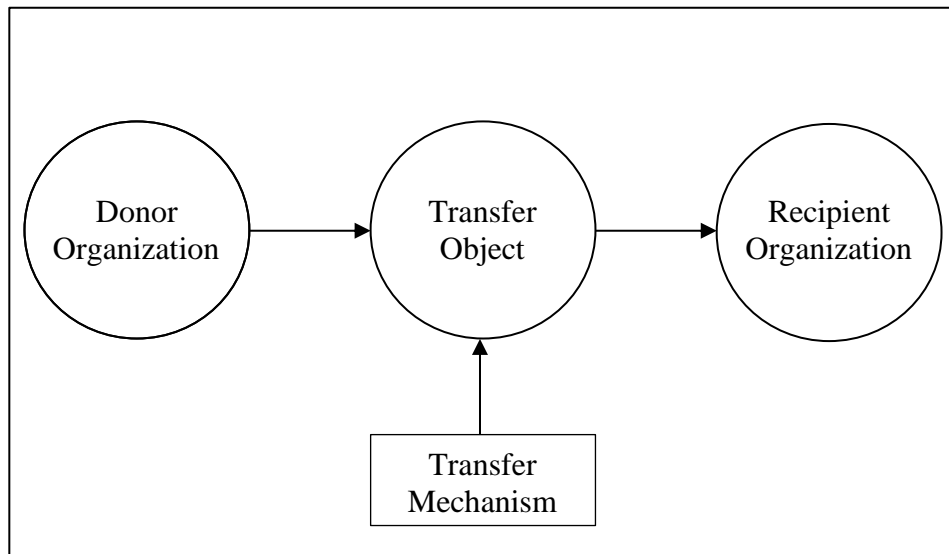 Donor
Organization
Transfer
Object
Recipient
Organization
Transfer
Mechanism